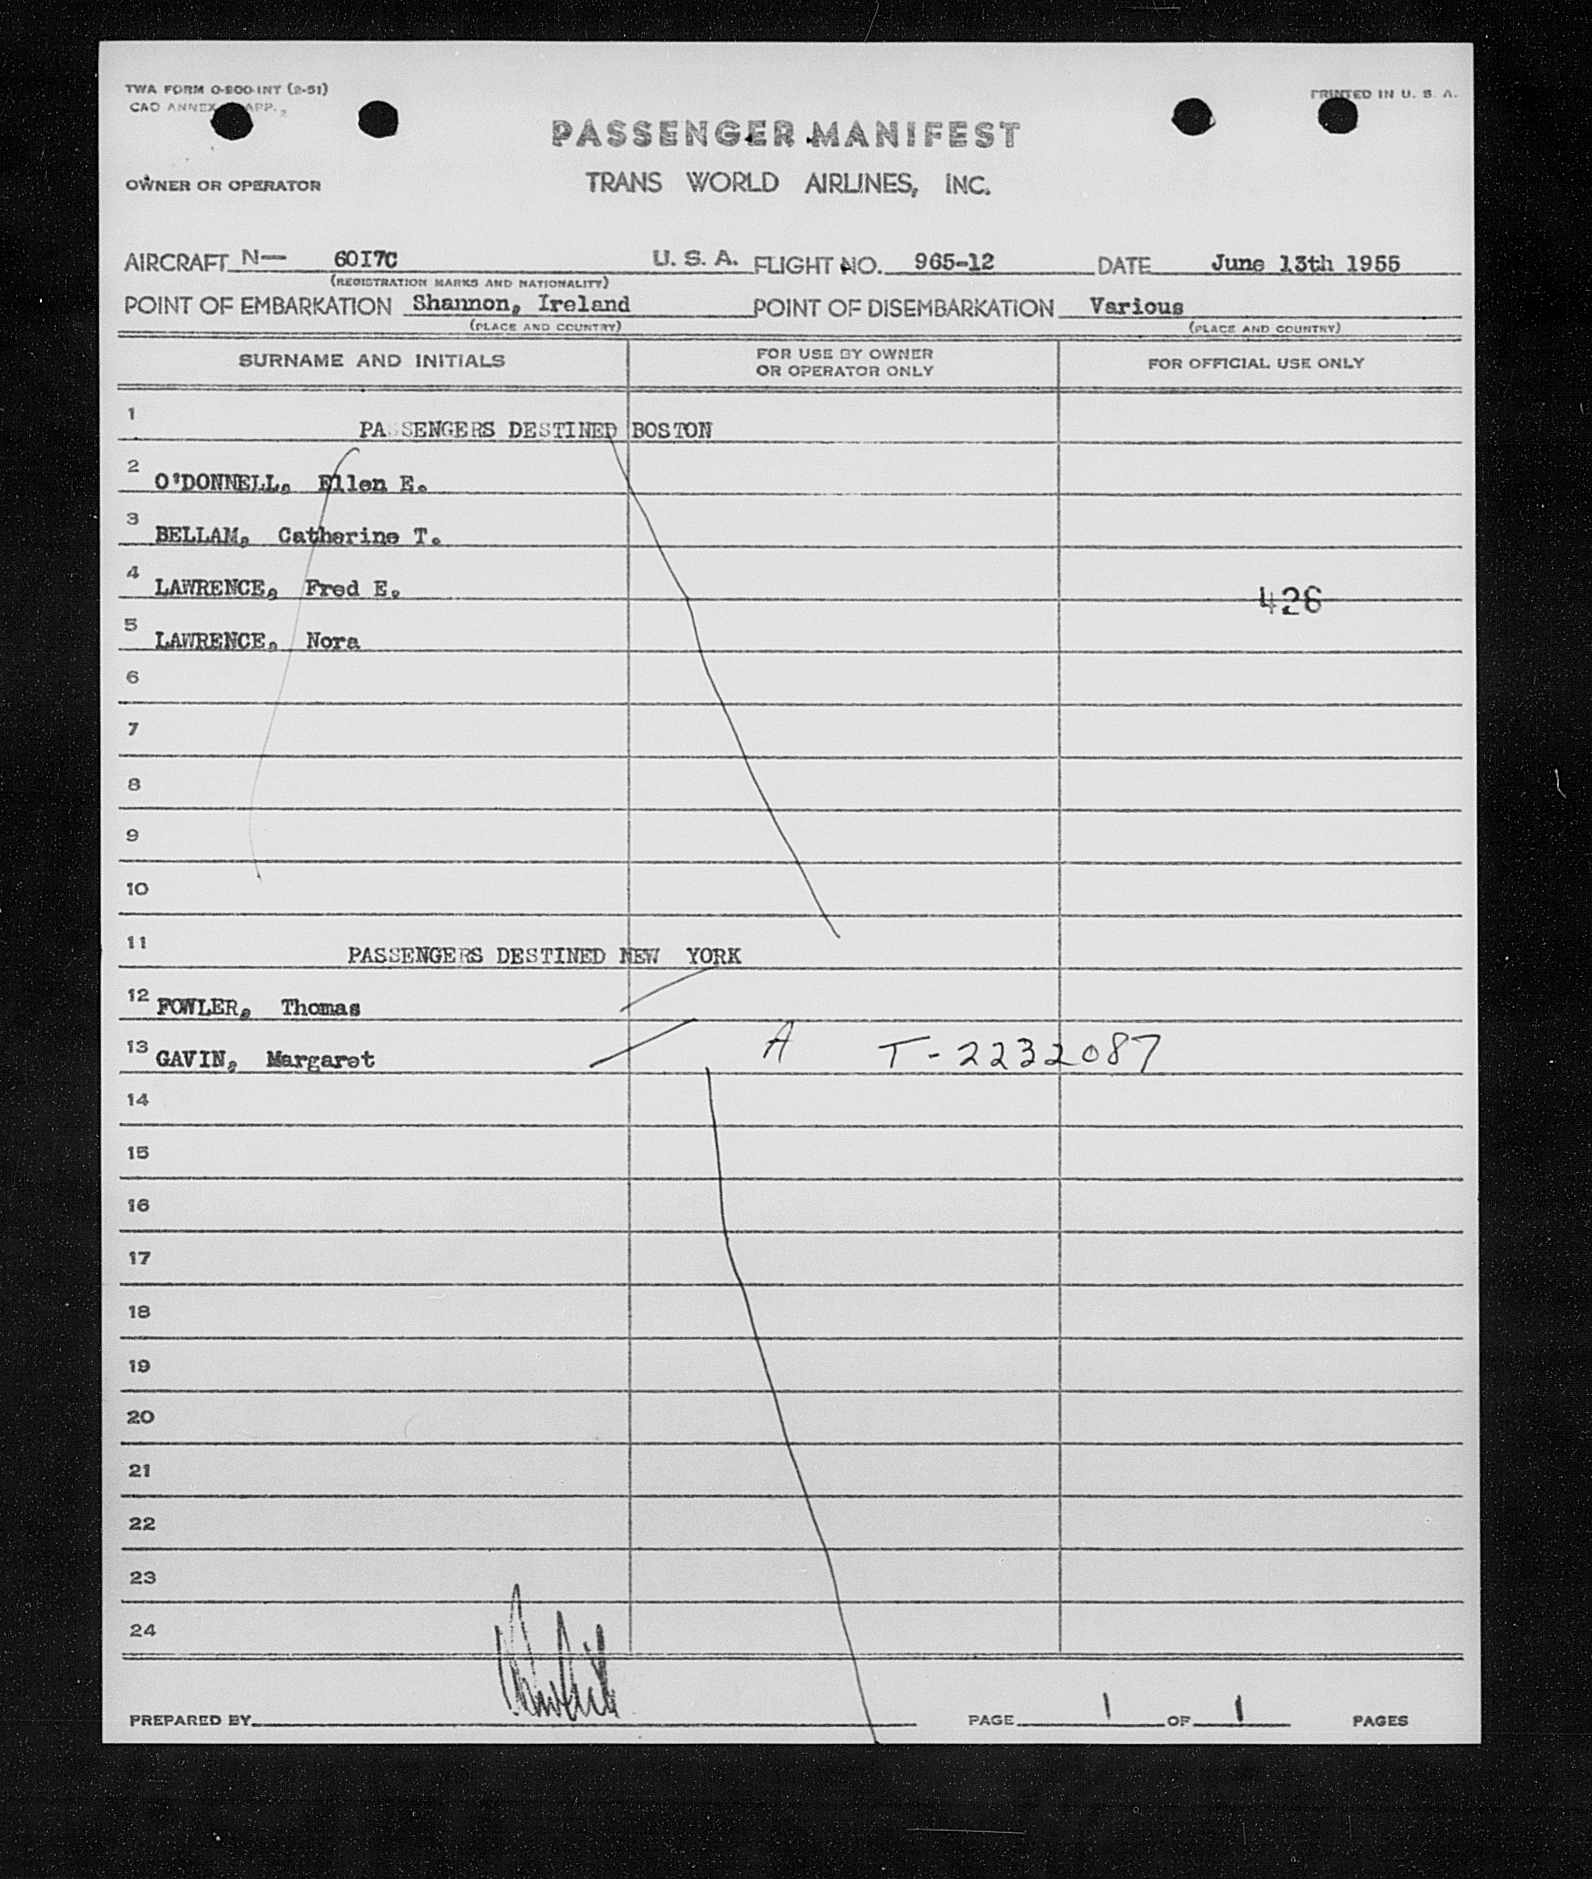 TWA FORM O-800-INT (2-51)
CAO ANNEX APP. 2
PRINTED IN U. S. A.
PASSENGER MANIFEST
OWNER OR OPERATOR TRANS WORLD AIRLINES, INC.
AIRCRAFT N— 60I7C U. S. A. FLIGHT NO. 965-12 DATE June 13th 1955
(REGISTRATION MARKS AND NATIONALITY)
POINT OF EMBARKATION Shannon, Ireland POINT OF DISEMBARKATION Various
(PLACE AND COUNTRY) (PLACE AND COUNTRY)
SURNAME AND INITIALS FOR USE BY OWNER OR OPERATOR ONLY FOR OFFICIAL USE ONLY
1 PASSENGERS DESTINED BOSTON
2 O'DONNELL, Ellen E.
3 BELLAM, Catherine T.
4 LAWRENCE, Fred E. 426
5 LAWRENCE, Nora
6
7
8
9
10
11 PASSENGERS DESTINED NEW YORK
12 FOWLER, Thomas
13 GAVIN, Margaret A T-2232087
14
15
16
17
18
19
20
21
22
23
24
PREPARED BY PAGE 1 OF 1 PAGES